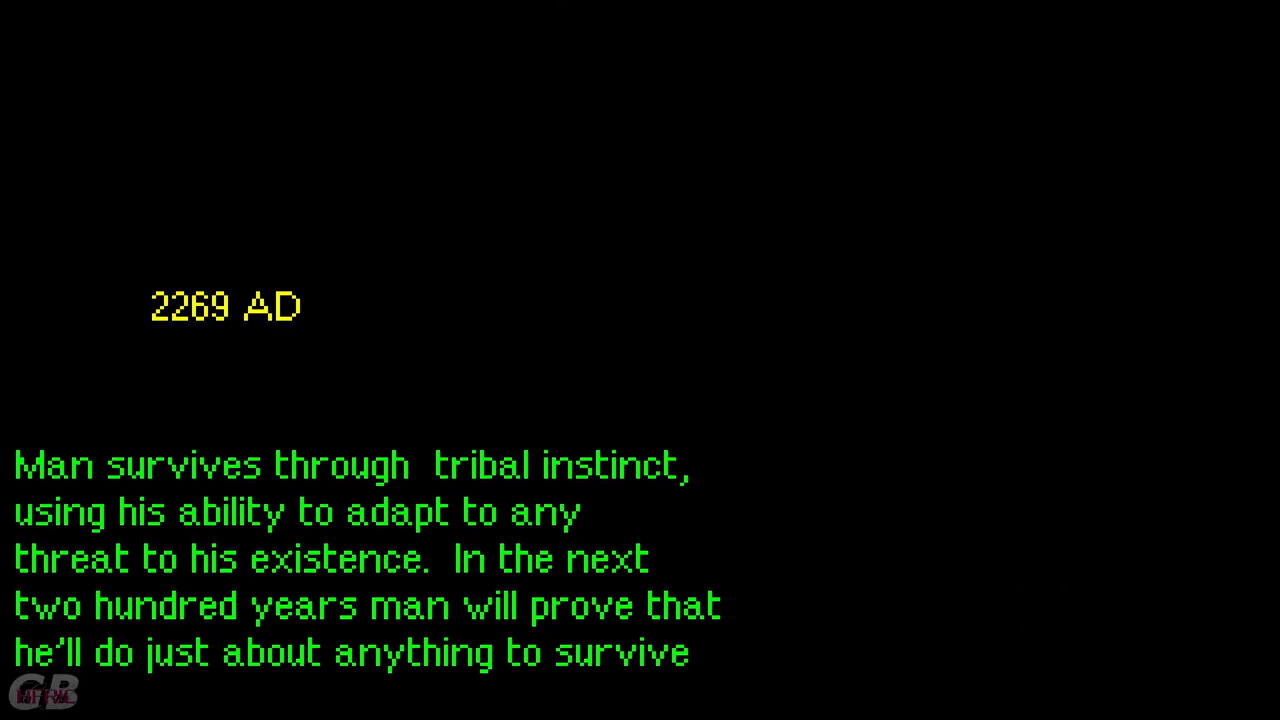 2269 AD
Man survives through  tribal instinct,
using his ability to adapt to any
threat to his existence.  In the next
two hundred years man will prove that
he'll do just about anything to survive
GB